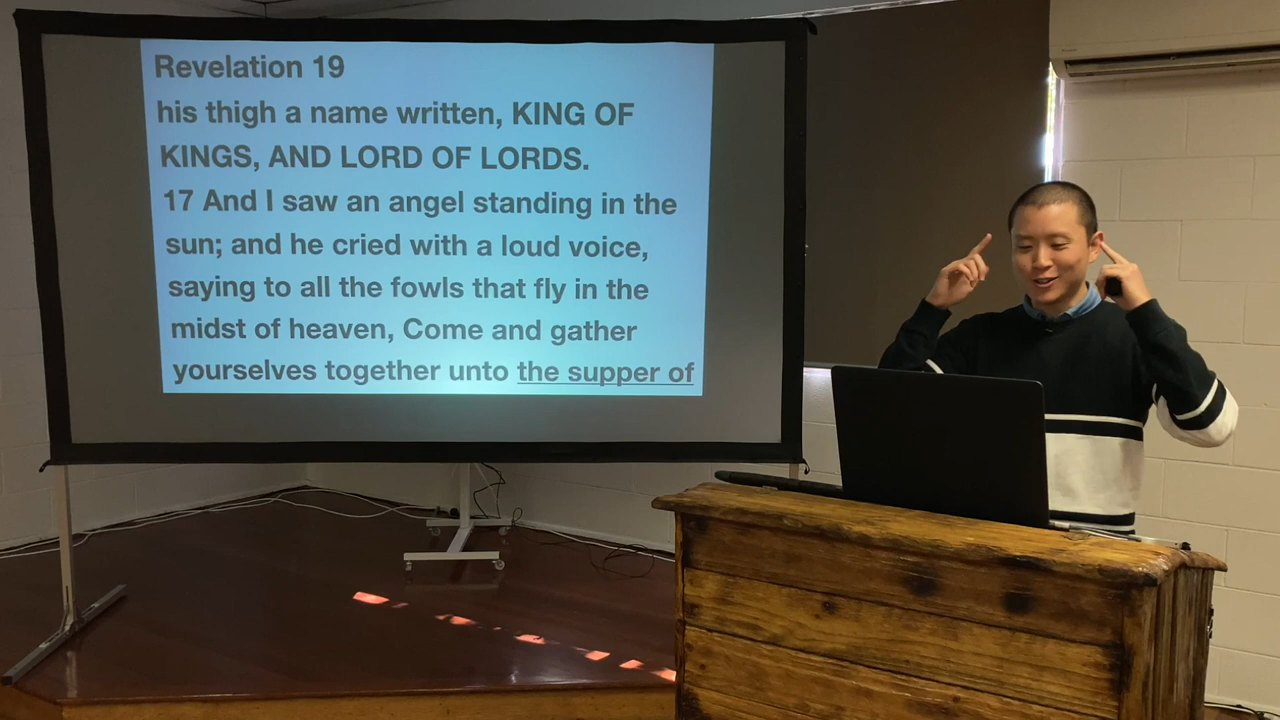 Revelation 19
his thigh a name written, KING OF
KINGS, AND LORD OF LORDS.
17 And I saw an angel standing in the
sun; and he cried with a loud voice,
saying to all the fowls that fly in the
midst of heaven, Come and gather
yourselves together unto the supper of